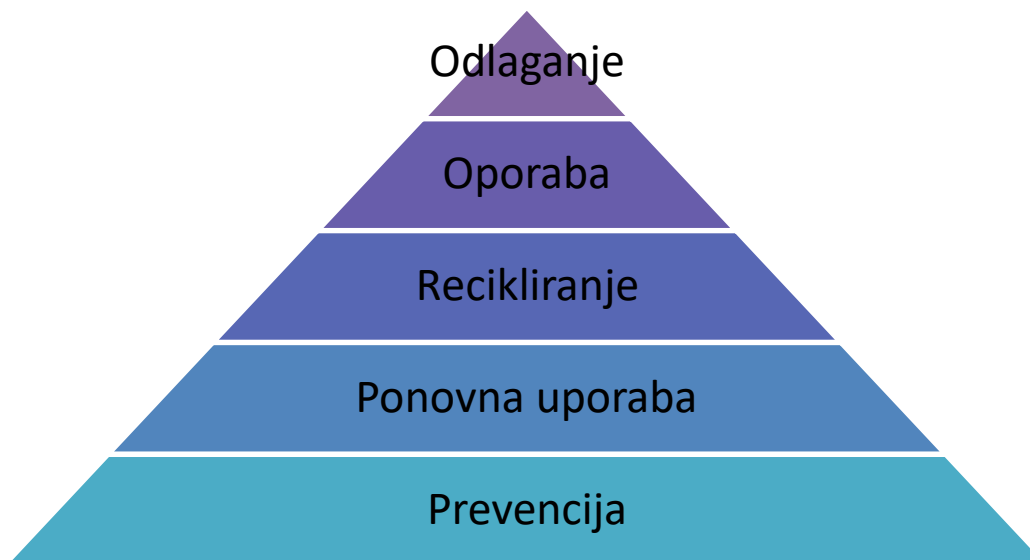 Odlaganje
Oporaba
Recikliranje
Ponovna uporaba
Prevencija